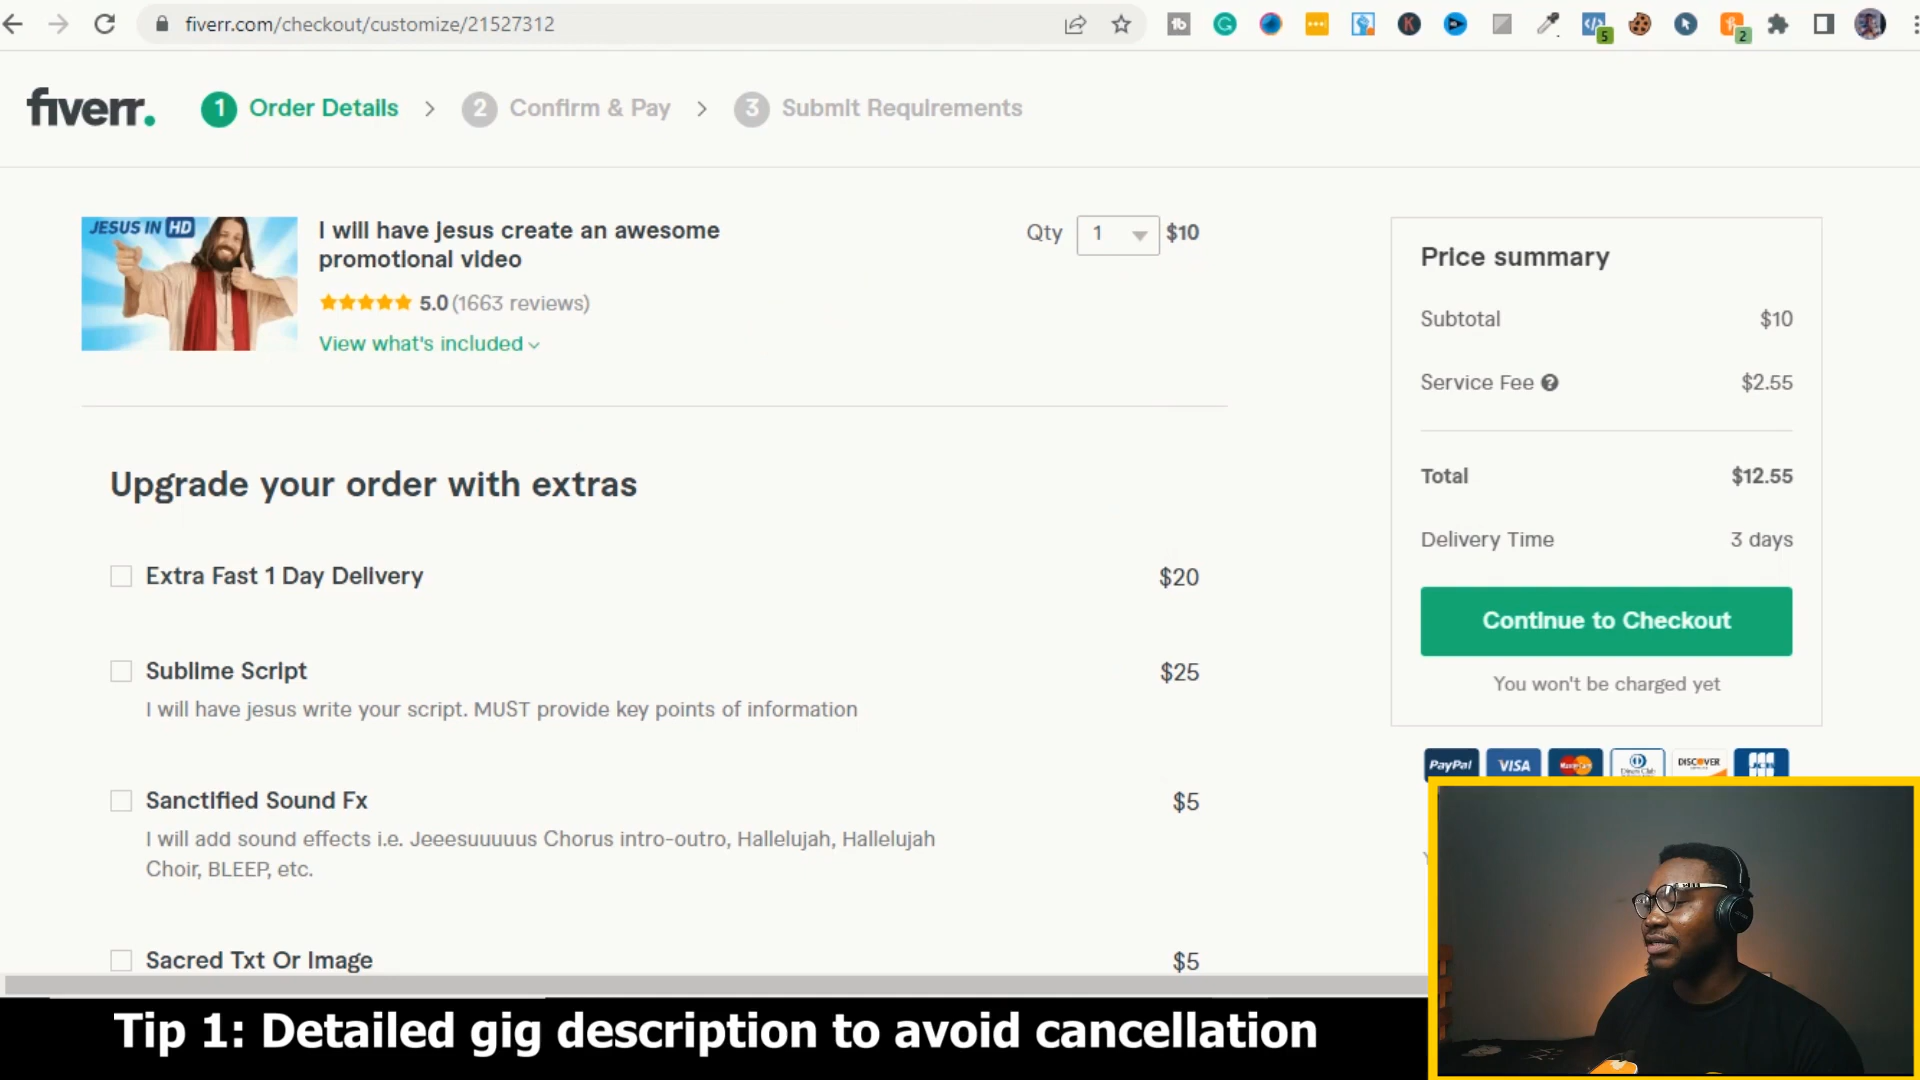 fiverr.com/checkout/customize/21527312
5
2
fiverr.
1 Order Details > 2 Confirm & Pay > 3 Submit Requirements
JESUS IN HD
I will have jesus create an awesome
promotional video
5.0 (1663 reviews)
View what's included
Qty 1 $10
Upgrade your order with extras
Extra Fast 1 Day Delivery $20
Sublime Script $25
I will have jesus write your script. MUST provide key points of information
Sanctified Sound Fx $5
I will add sound effects i.e. Jeeesuuuuus Chorus intro-outro, Hallelujah, Hallelujah
Choir, BLEEP, etc.
Sacred Txt Or Image $5
Price summary
Subtotal $10
Service Fee ? $2.55
Total $12.55
Delivery Time 3 days
Continue to Checkout
You won't be charged yet
PayPal VISA MasterCard Diners Club DISCOVER JCB
Tip 1: Detailed gig description to avoid cancellation